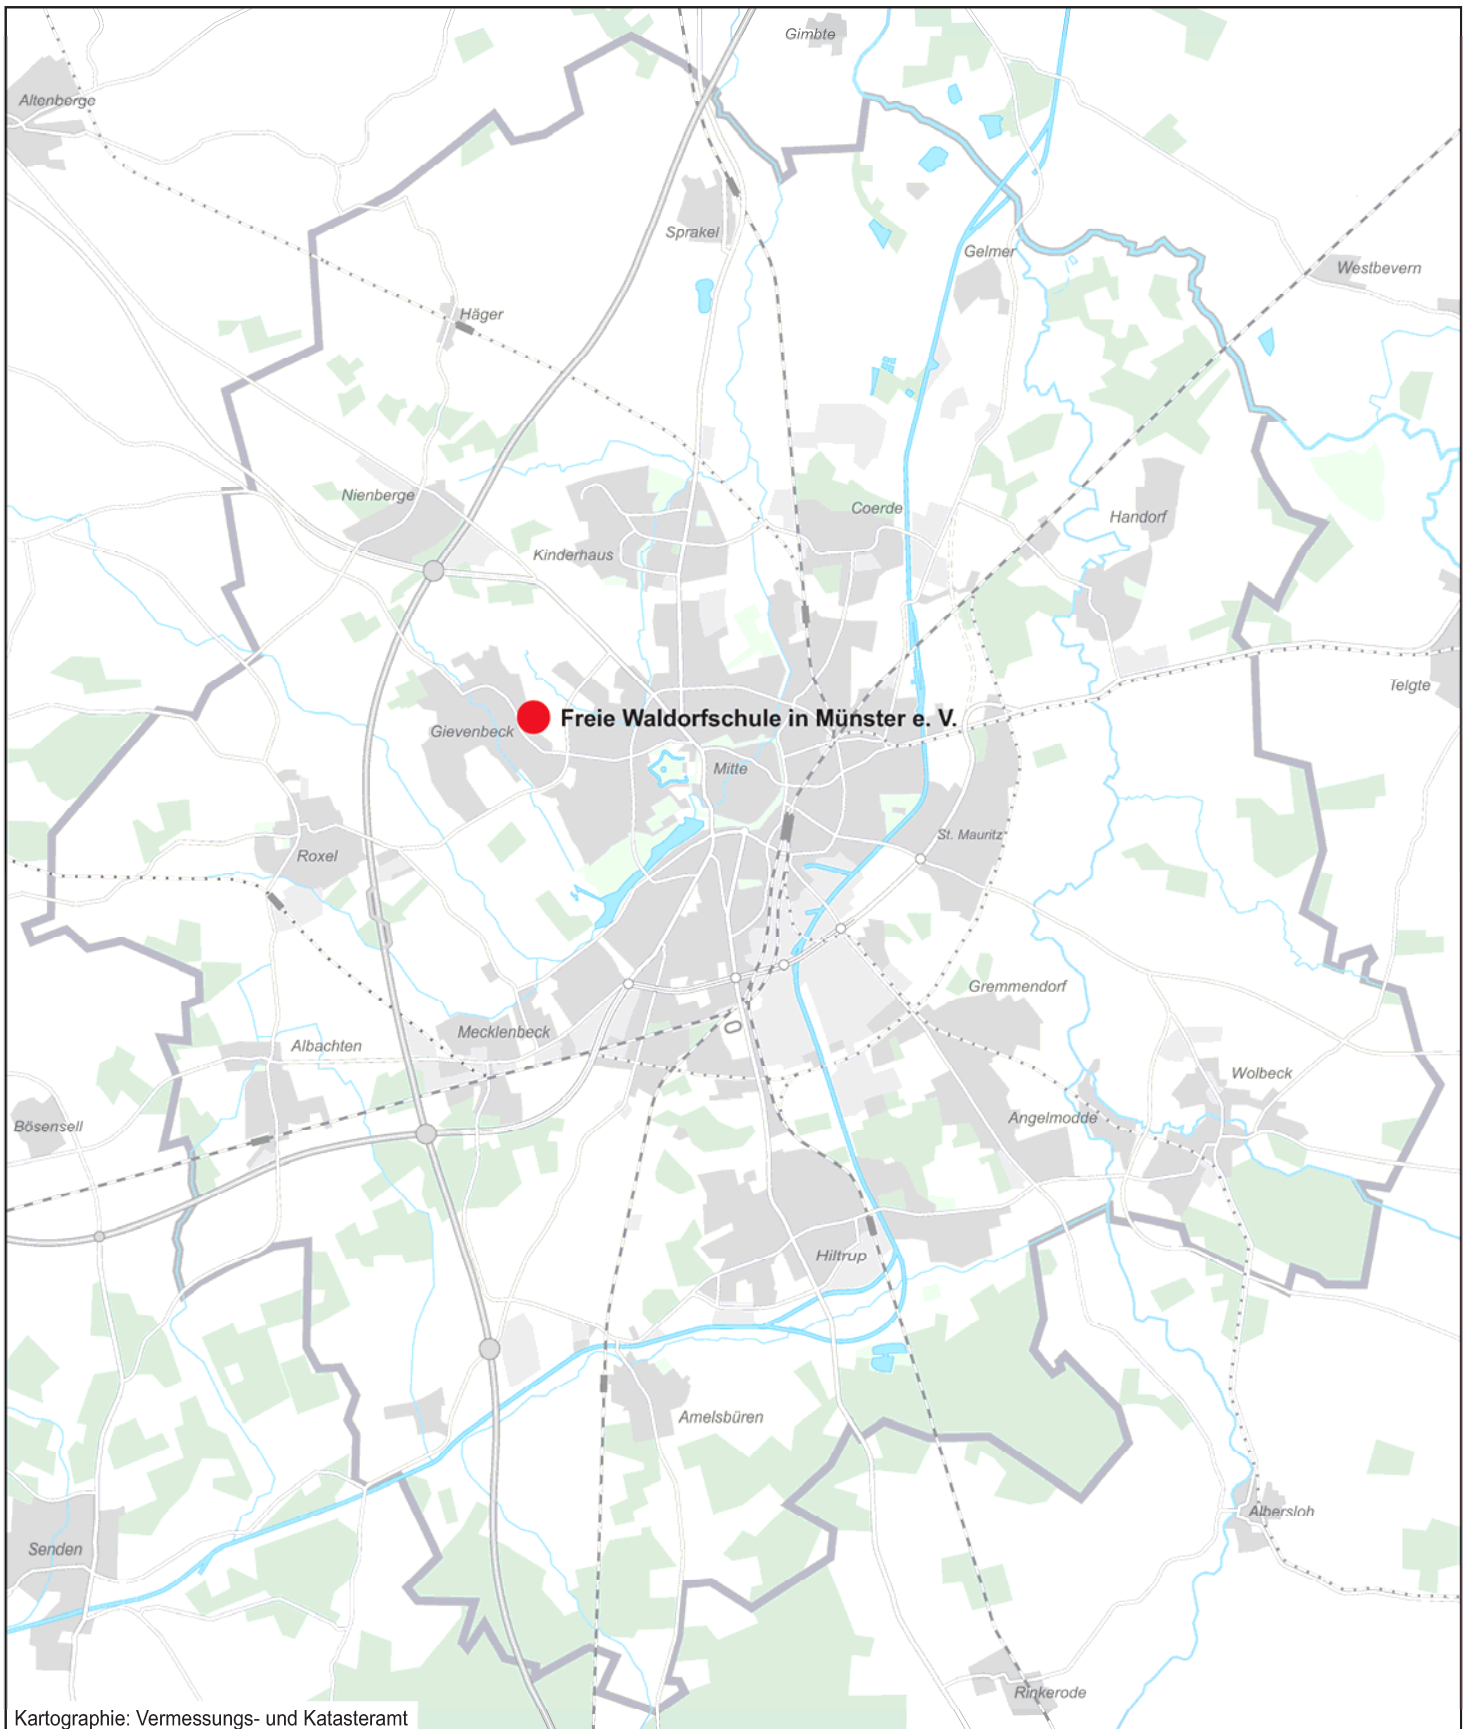 Gimbte
Altenberge
Sprakel
Gelmer
Westbevern
Häger
Nienberge
Coerde
Handorf
Kinderhaus
Telgte
Freie Waldorfschule in Münster e. V.
Gievenbeck
Mitte
St. Mauritz
Roxel
Gremmendorf
Mecklenbeck
Albachten
Wolbeck
Angelmodde
Bösensell
Hiltrup
Amelsbüren
Albersloh
Senden
Rinkerode
Kartographie: Vermessungs- und Katasteramt